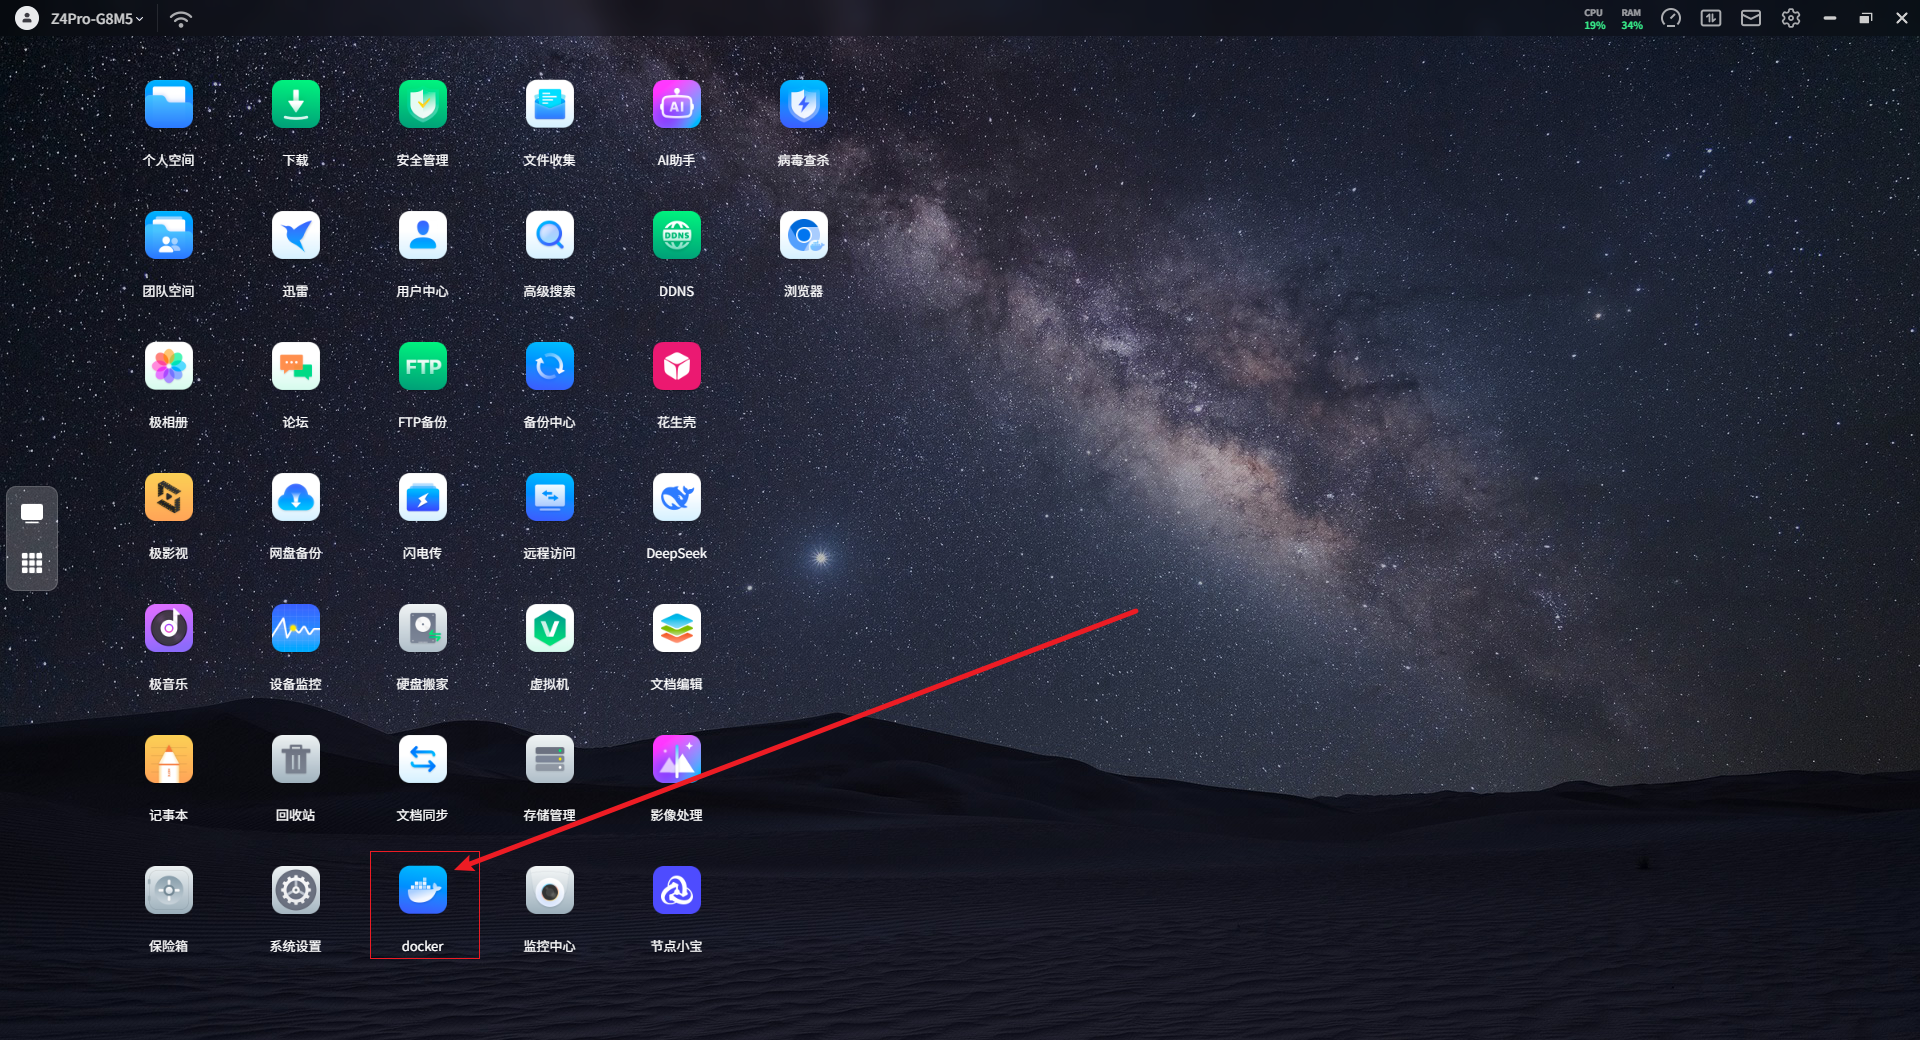 Z4Pro-G8M5
CPU
19%
RAM
34%
个人空间
下载
安全管理
文件收集
AI
AI助手
病毒查杀
团队空间
迅雷
用户中心
高级搜索
DDNS
DDNS
浏览器
极相册
论坛
FTP
FTP备份
备份中心
花生壳
极影视
网盘备份
闪电传
远程访问
DeepSeek
极音乐
设备监控
硬盘搬家
虚拟机
文档编辑
记事本
回收站
文档同步
存储管理
影像处理
保险箱
系统设置
docker
监控中心
节点小宝